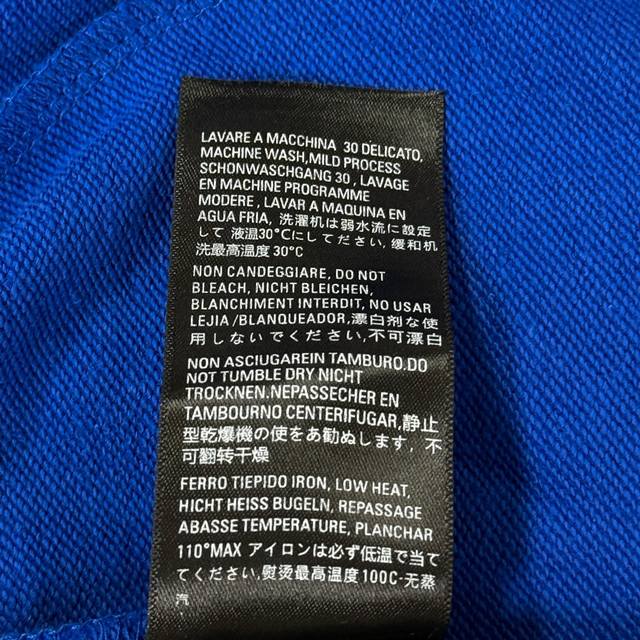 LAVARE A MACCHINA 30 DELICATO,
MACHINE WASH,MILD PROCESS
SCHONWASCHGANG 30 , LAVAGE
EN MACHINE PROGRAMME
MODERE , LAVAR A MAQUINA EN
AGUA FRIA, 洗濯机は弱水流に設定
して 液温30℃にしてださい, 缓和机
洗最高温度30℃
NON CANDEGGIARE, DO NOT
BLEACH, NICHT BLEICHEN,
BLANCHIMENT INTERDIT, NO USAR
LEJIA /BLANQUEADOR,漂白剤な使
用しないでください,不可漂白
NON ASCIUGAREIN TAMBURO.DO
NOT TUMBLE DRY NICHT
TROCKNEN.NEPASSECHER EN
TAMBOURNO CENTERIFUGAR,静止
型乾爆機の使をあ勧ぬします，不
可翻转干燥
FERRO TIEPIDO IRON, LOW HEAT,
HICHT HEISS BUGELN, REPASSAGE
ABASSE TEMPERATURE, PLANCHAR
110°MAX アイロンは必ず低温で当て
てください,熨烫最高温度100C-无蒸
汽